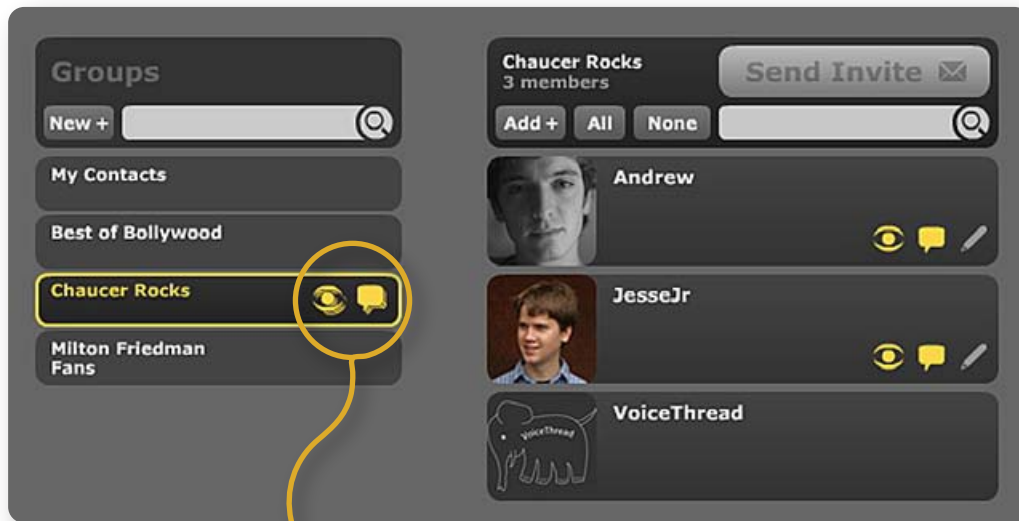 Groups
New +
My Contacts
Best of Bollywood
Chaucer Rocks
Milton Friedman
Fans
Chaucer Rocks
3 members
Send Invite
Add +
All
None
Andrew
JesseJr
VoiceThread
VoiceThread